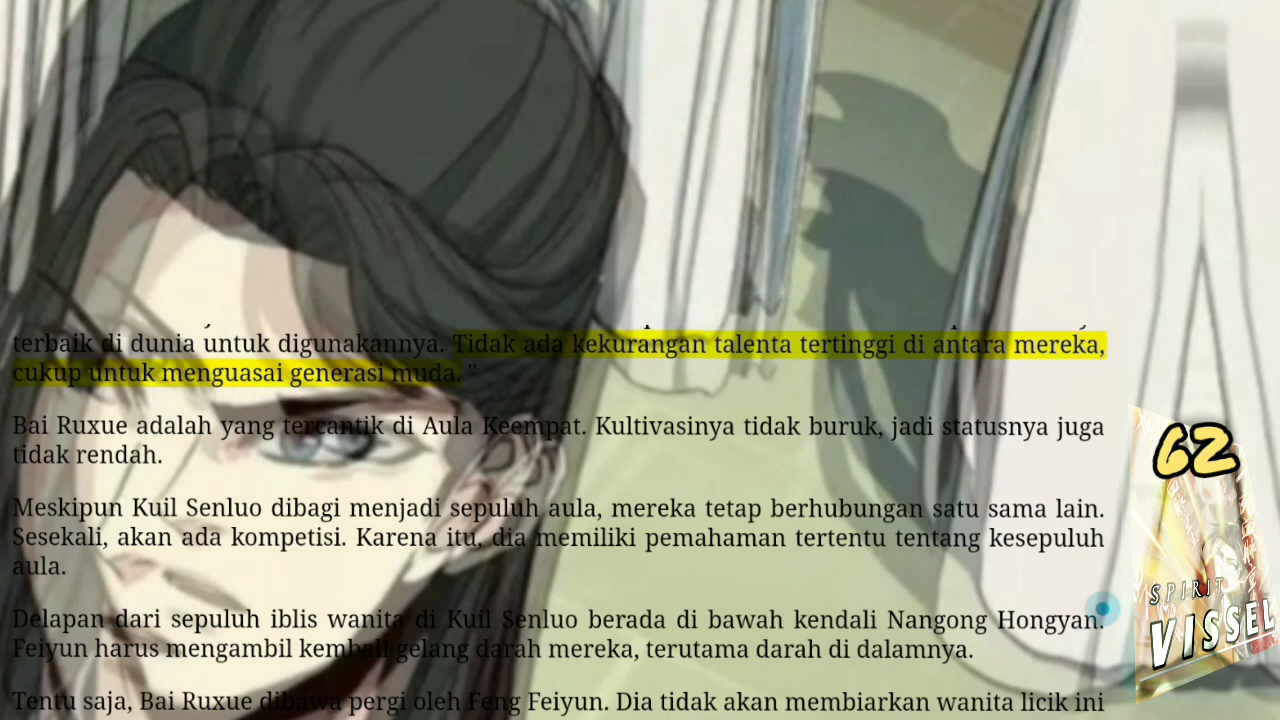 terbaik di dunia untuk digunakannya. Tidak ada kekurangan talenta tertinggi di antara mereka,
cukup untuk menguasai generasi muda. "
Bai Ruxue adalah yang tercantik di Aula Keempat. Kultivasinya tidak buruk, jadi statusnya juga
tidak rendah.
Meskipun Kuil Senluo dibagi menjadi sepuluh aula, mereka tetap berhubungan satu sama lain.
Sesekali, akan ada kompetisi. Karena itu, dia memiliki pemahaman tertentu tentang kesepuluh
aula.
Delapan dari sepuluh iblis wanita di Kuil Senluo berada di bawah kendali Nangong Hongyan.
Feiyun harus mengambil kembali gelang darah mereka, terutama darah di dalamnya.
Tentu saja, Bai Ruxue dibawa pergi oleh Feng Feiyun. Dia tidak akan membiarkan wanita licik ini
62
SPIRIT
VISSEL